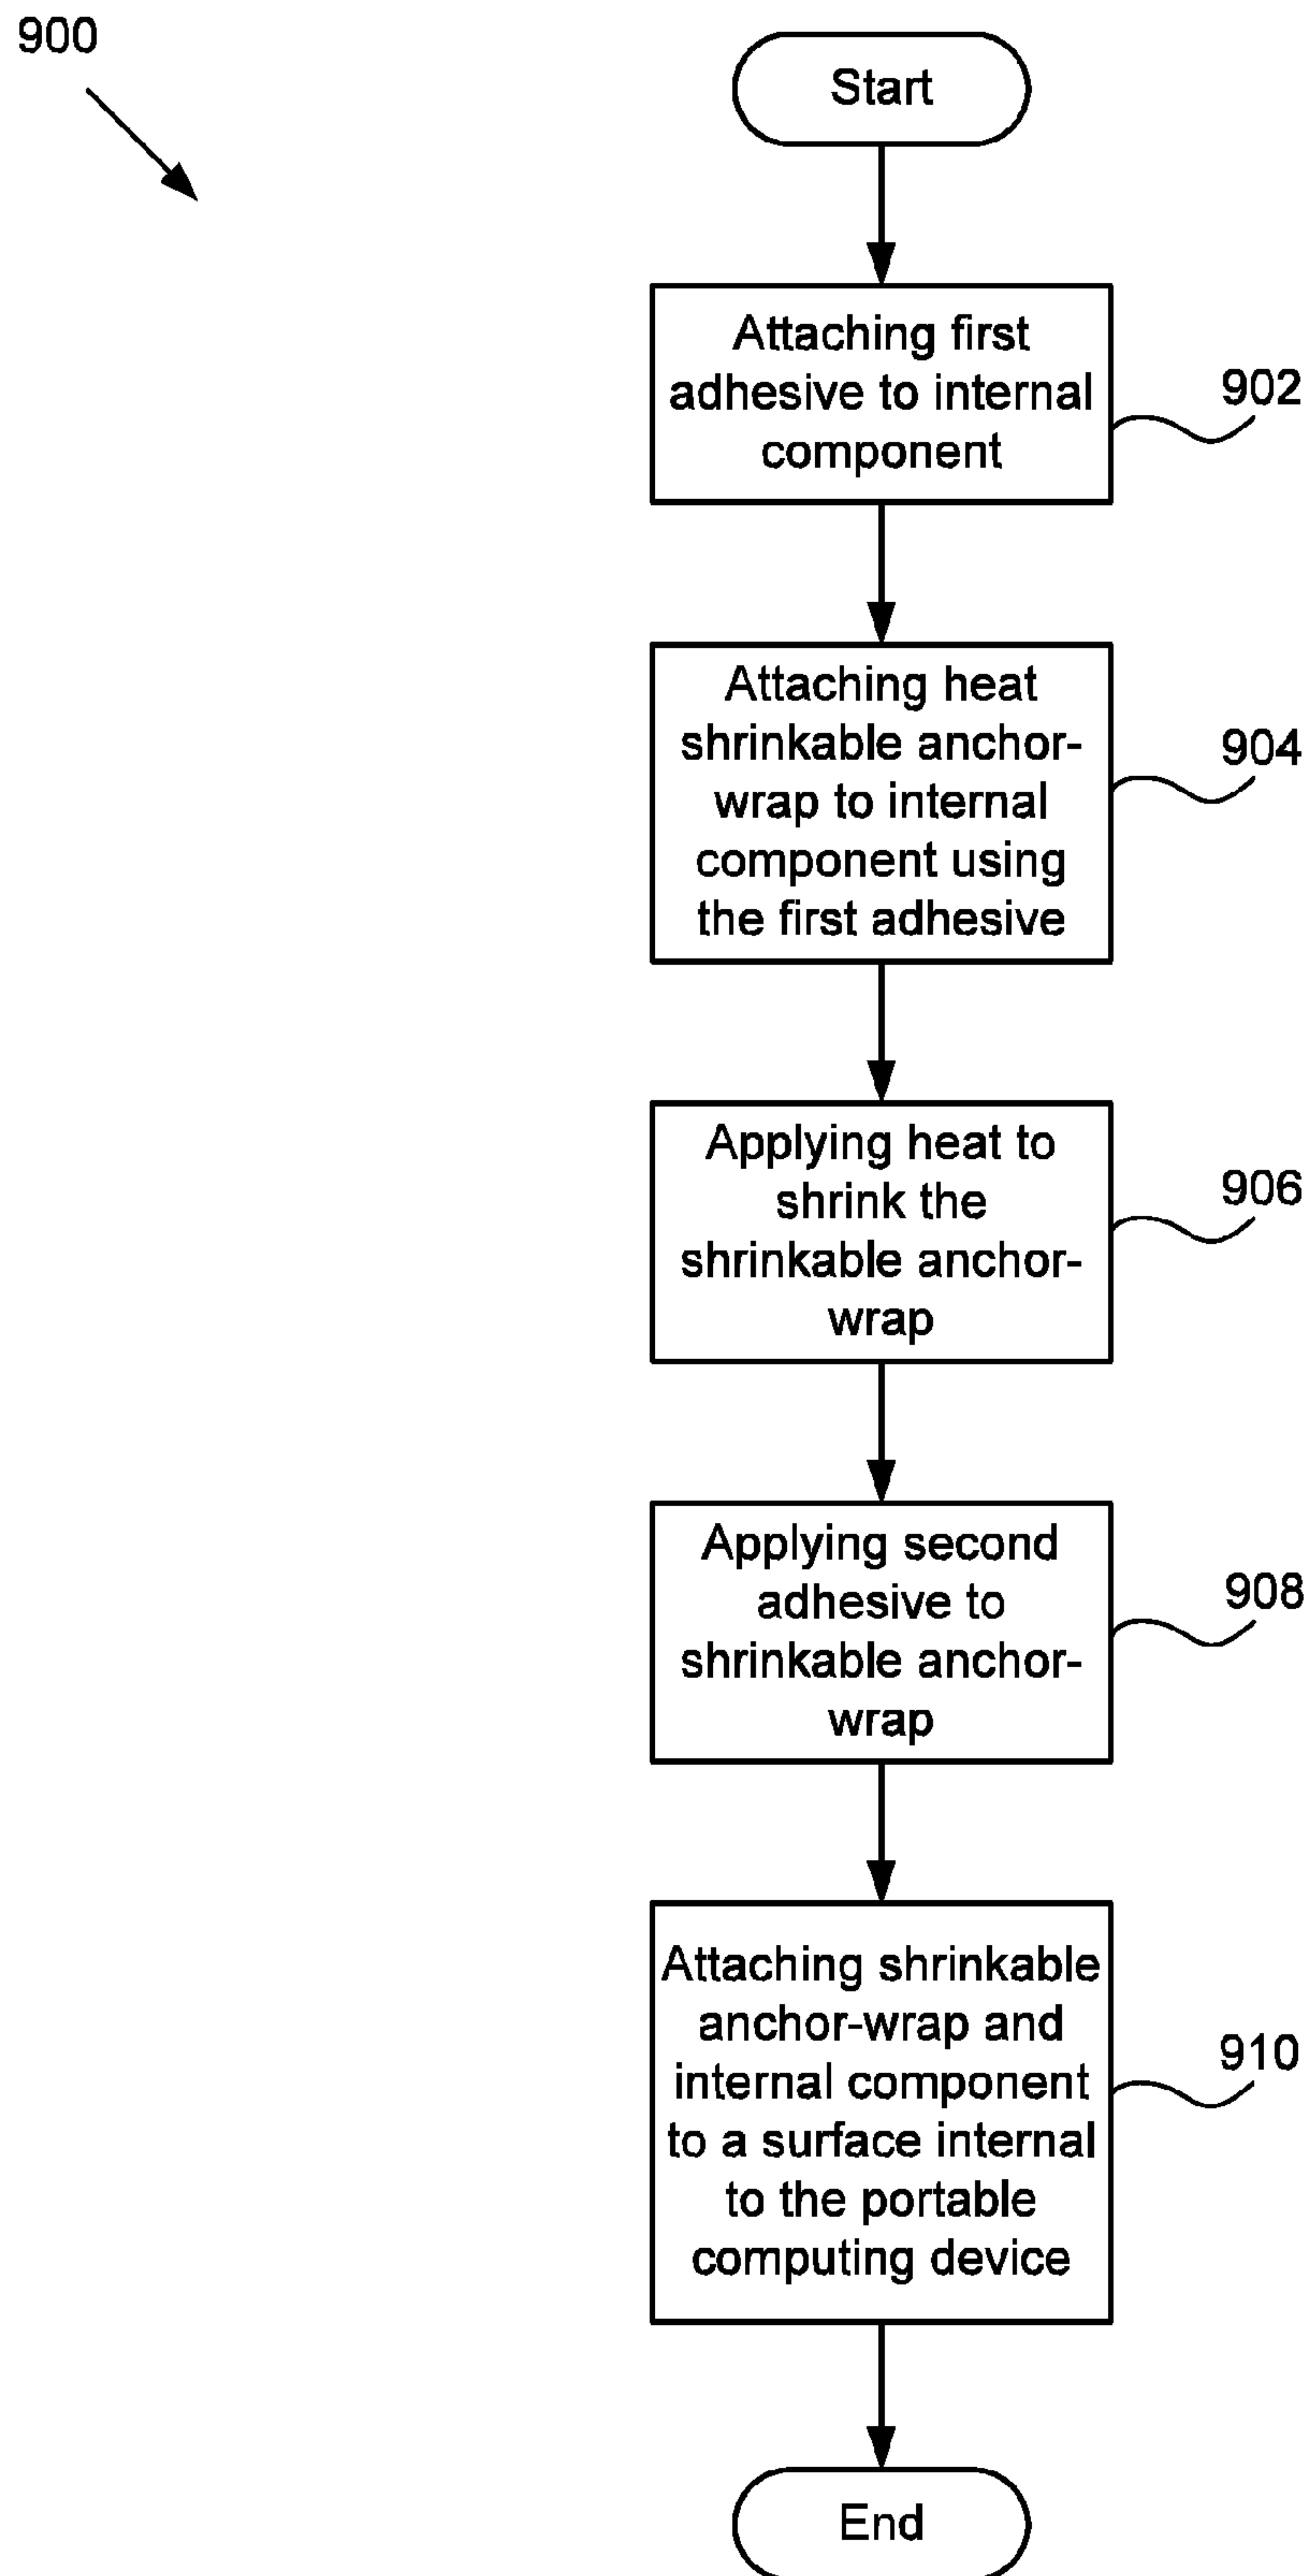 900
Start
Attaching first
adhesive to internal
component
902
Attaching heat
shrinkable anchor-
wrap to internal
component using
the first adhesive
904
Applying heat to
shrink the
shrinkable anchor-
wrap
906
Applying second
adhesive to
shrinkable anchor-
wrap
908
Attaching shrinkable
anchor-wrap and
internal component
to a surface internal
to the portable
computing device
910
End